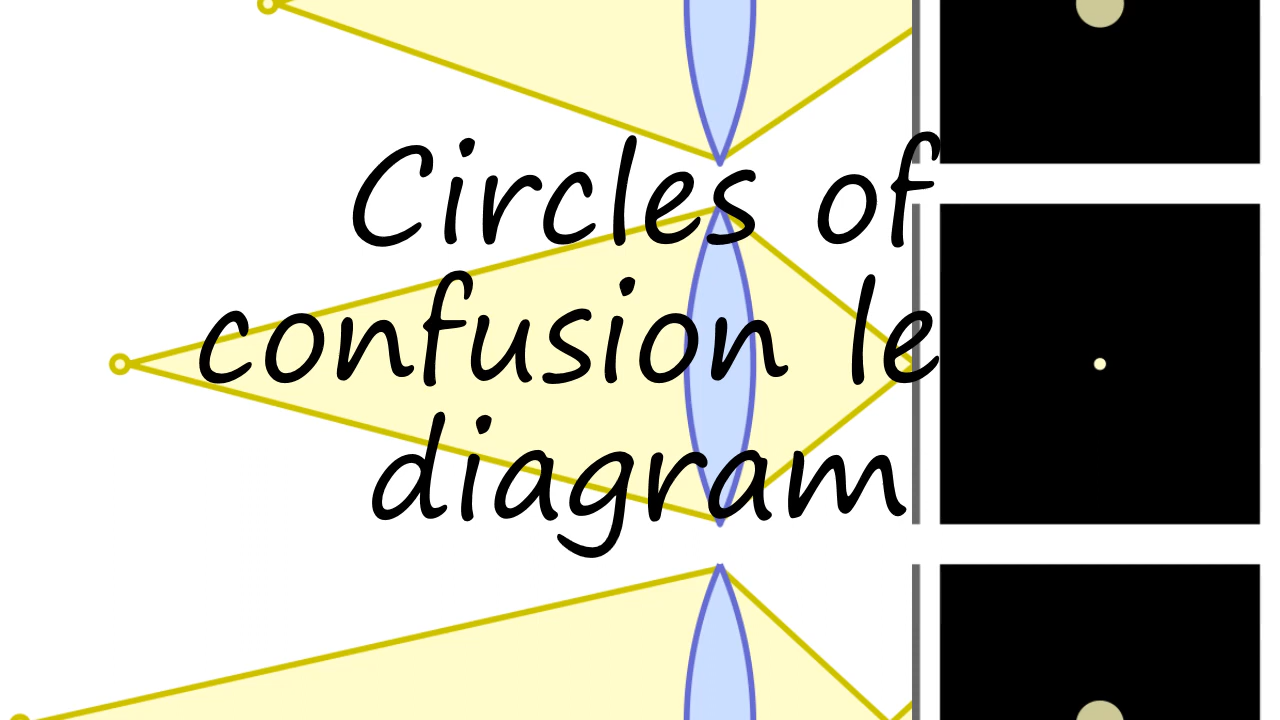 Circles of
confusion le
diagram